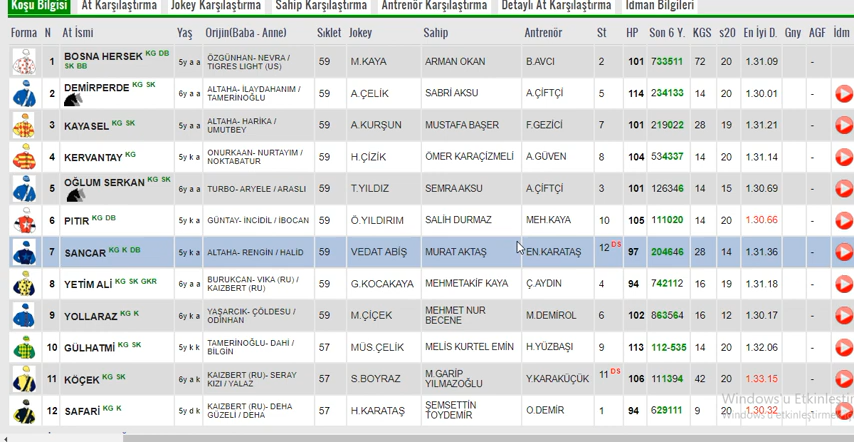 Koşu Bilgisi At Karşılaştırma Jokey Karşılaştırma Sahip Karşılaştırma Antrenör Karşılaştırma Detaylı At Karşılaştırma İdman Bilgileri
Forma N At İsmi Yaş Orijin(Baba - Anne) Sıklet Jokey Sahip Antrenör St HP Son 6 Y. KGS s20 En İyi D. Gny AGF İdm
1 BOSNA HERSEK KG DB SK BB 5y a a ÖZGÜNHAN- NEVRA / TIGRES LIGHT (US) 59 M.KAYA ARMAN OKAN B.AVCI 2 101 733511 72 20 1.31.09 -
2 DEMİRPERDE KG SK 6y a a ALTAHA- İLAYDAHANIM / TAMERİNOĞLU 59 A.ÇELİK SABRİ AKSU A.ÇİFTÇİ 5 114 234133 14 20 1.30.01 -
3 KAYASEL KG SK 5y a a ALTAHA- HARİKA / UMUTBEY 59 A.KURŞUN MUSTAFA BAŞER F.GEZİCİ 7 101 219022 28 19 1.31.21 -
4 KERVANTAY KG 5y k a ONURKAAN- NURTAYIM / NOKTABATUR 59 H.ÇİZİK ÖMER KARAÇİZMELİ A.GÜVEN 8 104 534337 14 20 1.31.14 -
5 OĞLUM SERKAN KG SK 6y a a TURBO- ARYELE / ARASLI 59 T.YILDIZ SEMRA AKSU A.ÇİFTÇİ 3 101 126346 14 15 1.30.69 -
6 PITIR KG DB 5y k a GÜNTAY- İNCİDİL / İBOCAN 59 Ö.YILDIRIM SALİH DURMAZ MEH.KAYA 10 105 111020 14 20 1.30.66 -
7 SANCAR KG K DB 5y k a ALTAHA- RENGİN / HALİD 59 VEDAT ABİŞ MURAT AKTAŞ EN.KARATAŞ 12 DS 97 204646 28 14 1.31.36 -
8 YETİM ALİ KG SK GKR 6y a a BURUKCAN- VIKA (RU) / KAIZBERT (RU) 59 G.KOCAKAYA MEHMETAKİF KAYA Ç.AYDIN 4 94 742112 16 19 1.31.18 -
9 YOLLARAZ KG K 6y k a YAŞARCIK- ÇÖLDESU / ODİNHAN 59 M.ÇİÇEK MEHMET NUR BECENE M.DEMİROL 6 102 863564 16 12 1.30.17 -
10 GÜLHATMİ KG SK 5y k k TAMERİNOĞLU- DAHİ / BİLGİN 57 MÜS.ÇELİK MELİS KURTEL EMİN H.YÜZBAŞI 9 113 112-535 14 20 1.32.06 -
11 KÖÇEK KG SK 6y a k KAIZBERT (RU)- SERAY KIZI / YALAZ 57 S.BOYRAZ M.GARİP YILMAZOĞLU Y.KARAKÜÇÜK 11 DS 106 111394 42 20 1.33.15 -
12 SAFARİ KG K 5y d k KAIZBERT (RU)- DEHA GÜZELİ / DEHA 57 H.KARATAŞ ŞEMSETTİN TOYDEMİR O.DEMİR 1 94 629111 9 20 1.30.32 -
Windows'u Etkinleştir